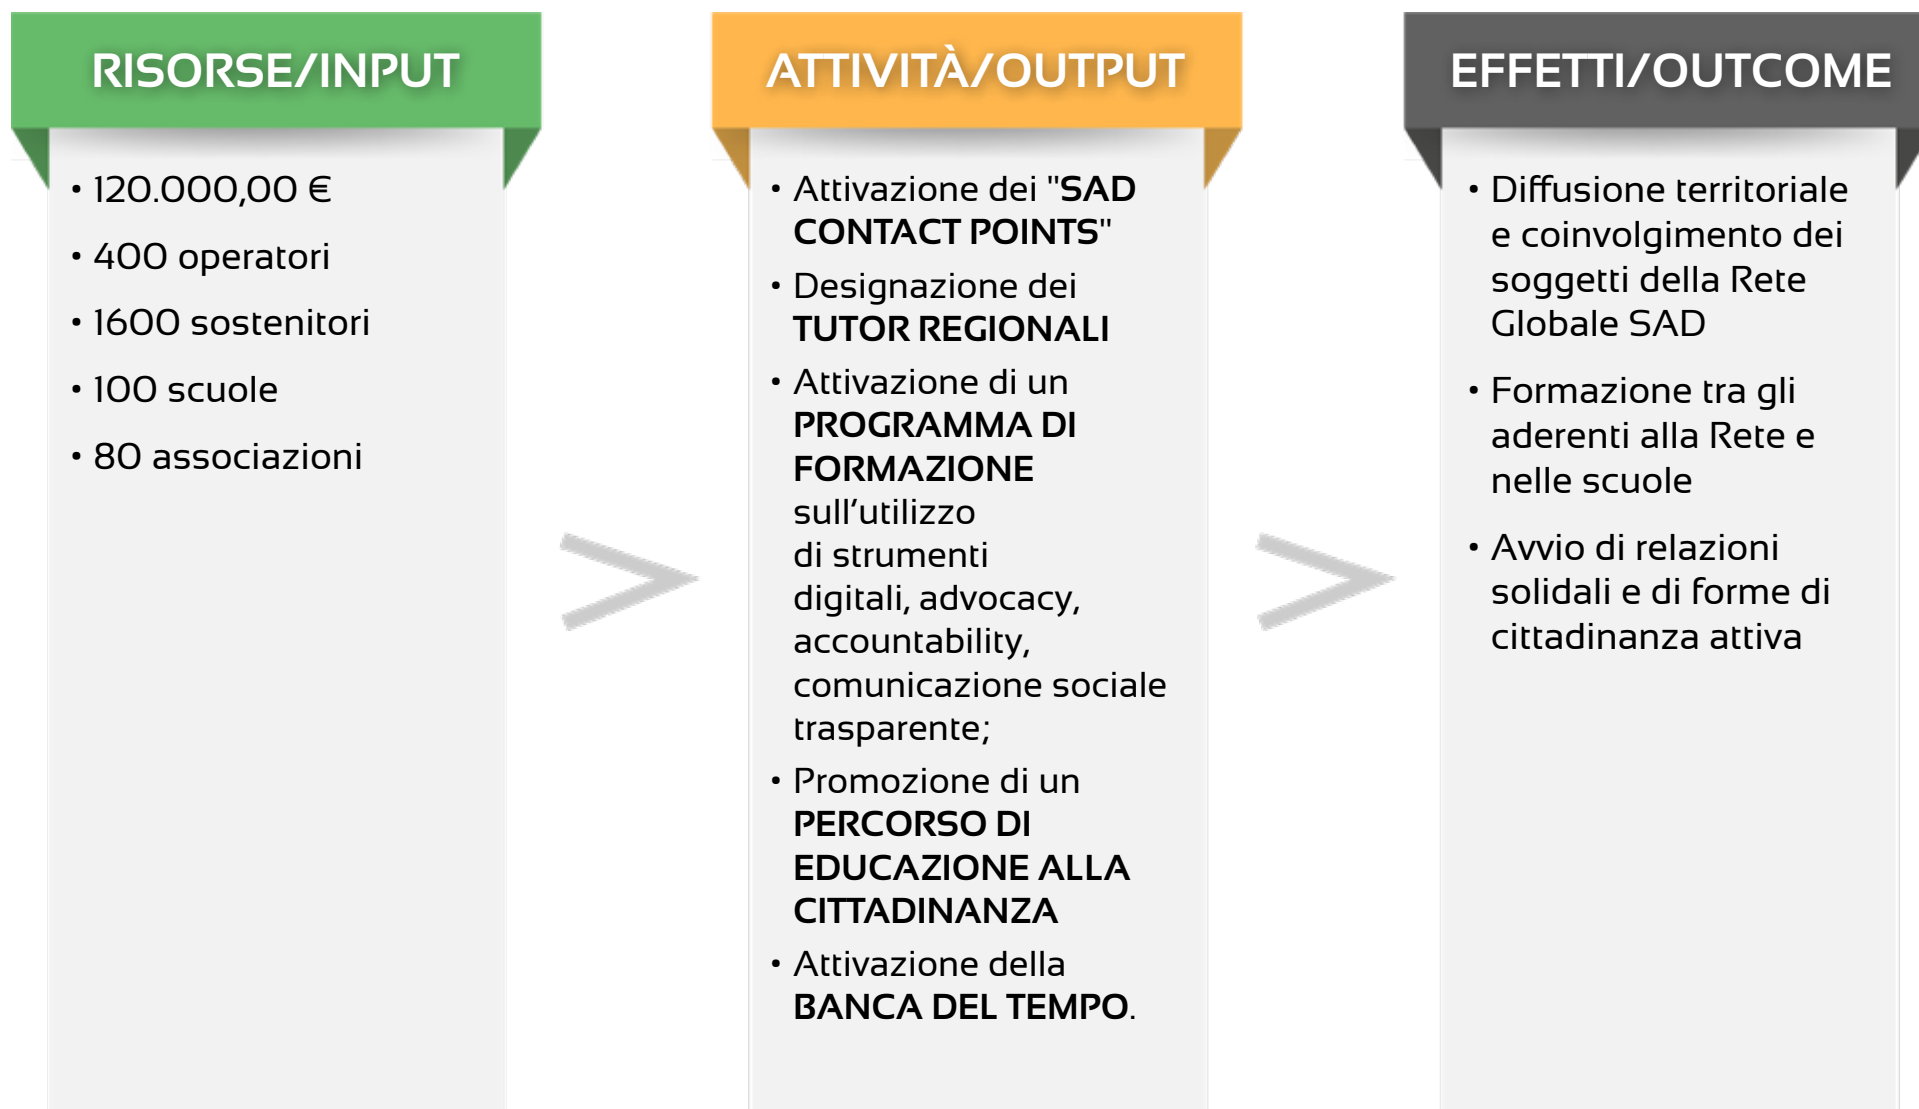 RISORSE/INPUT
• 120.000,00 €
• 400 operatori
• 1600 sostenitori
• 100 scuole
• 80 associazioni
>
ATTIVITÀ/OUTPUT
• Attivazione dei "SAD
CONTACT POINTS"
• Designazione dei
TUTOR REGIONALI
• Attivazione di un
PROGRAMMA DI
FORMAZIONE
sull’utilizzo
di strumenti
digitali, advocacy,
accountability,
comunicazione sociale
trasparente;
• Promozione di un
PERCORSO DI
EDUCAZIONE ALLA
CITTADINANZA
• Attivazione della
BANCA DEL TEMPO.
>
EFFETTI/OUTCOME
• Diffusione territoriale
e coinvolgimento dei
soggetti della Rete
Globale SAD
• Formazione tra gli
aderenti alla Rete e
nelle scuole
• Avvio di relazioni
solidali e di forme di
cittadinanza attiva